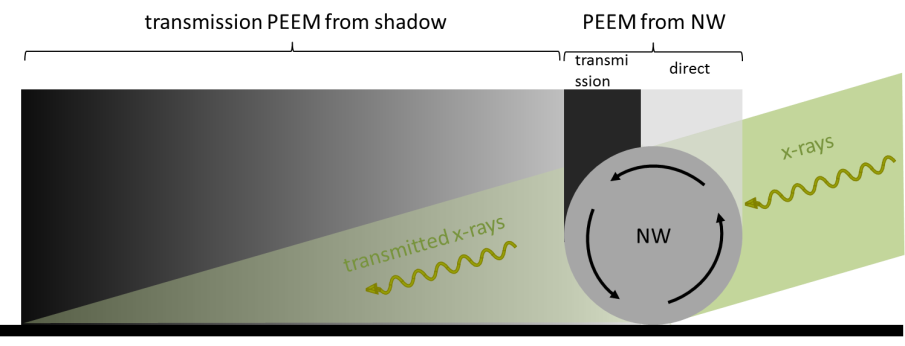 transmission PEEM from shadow
PEEM from NW
transmi
ssion
direct
x-rays
transmitted x-rays
NW